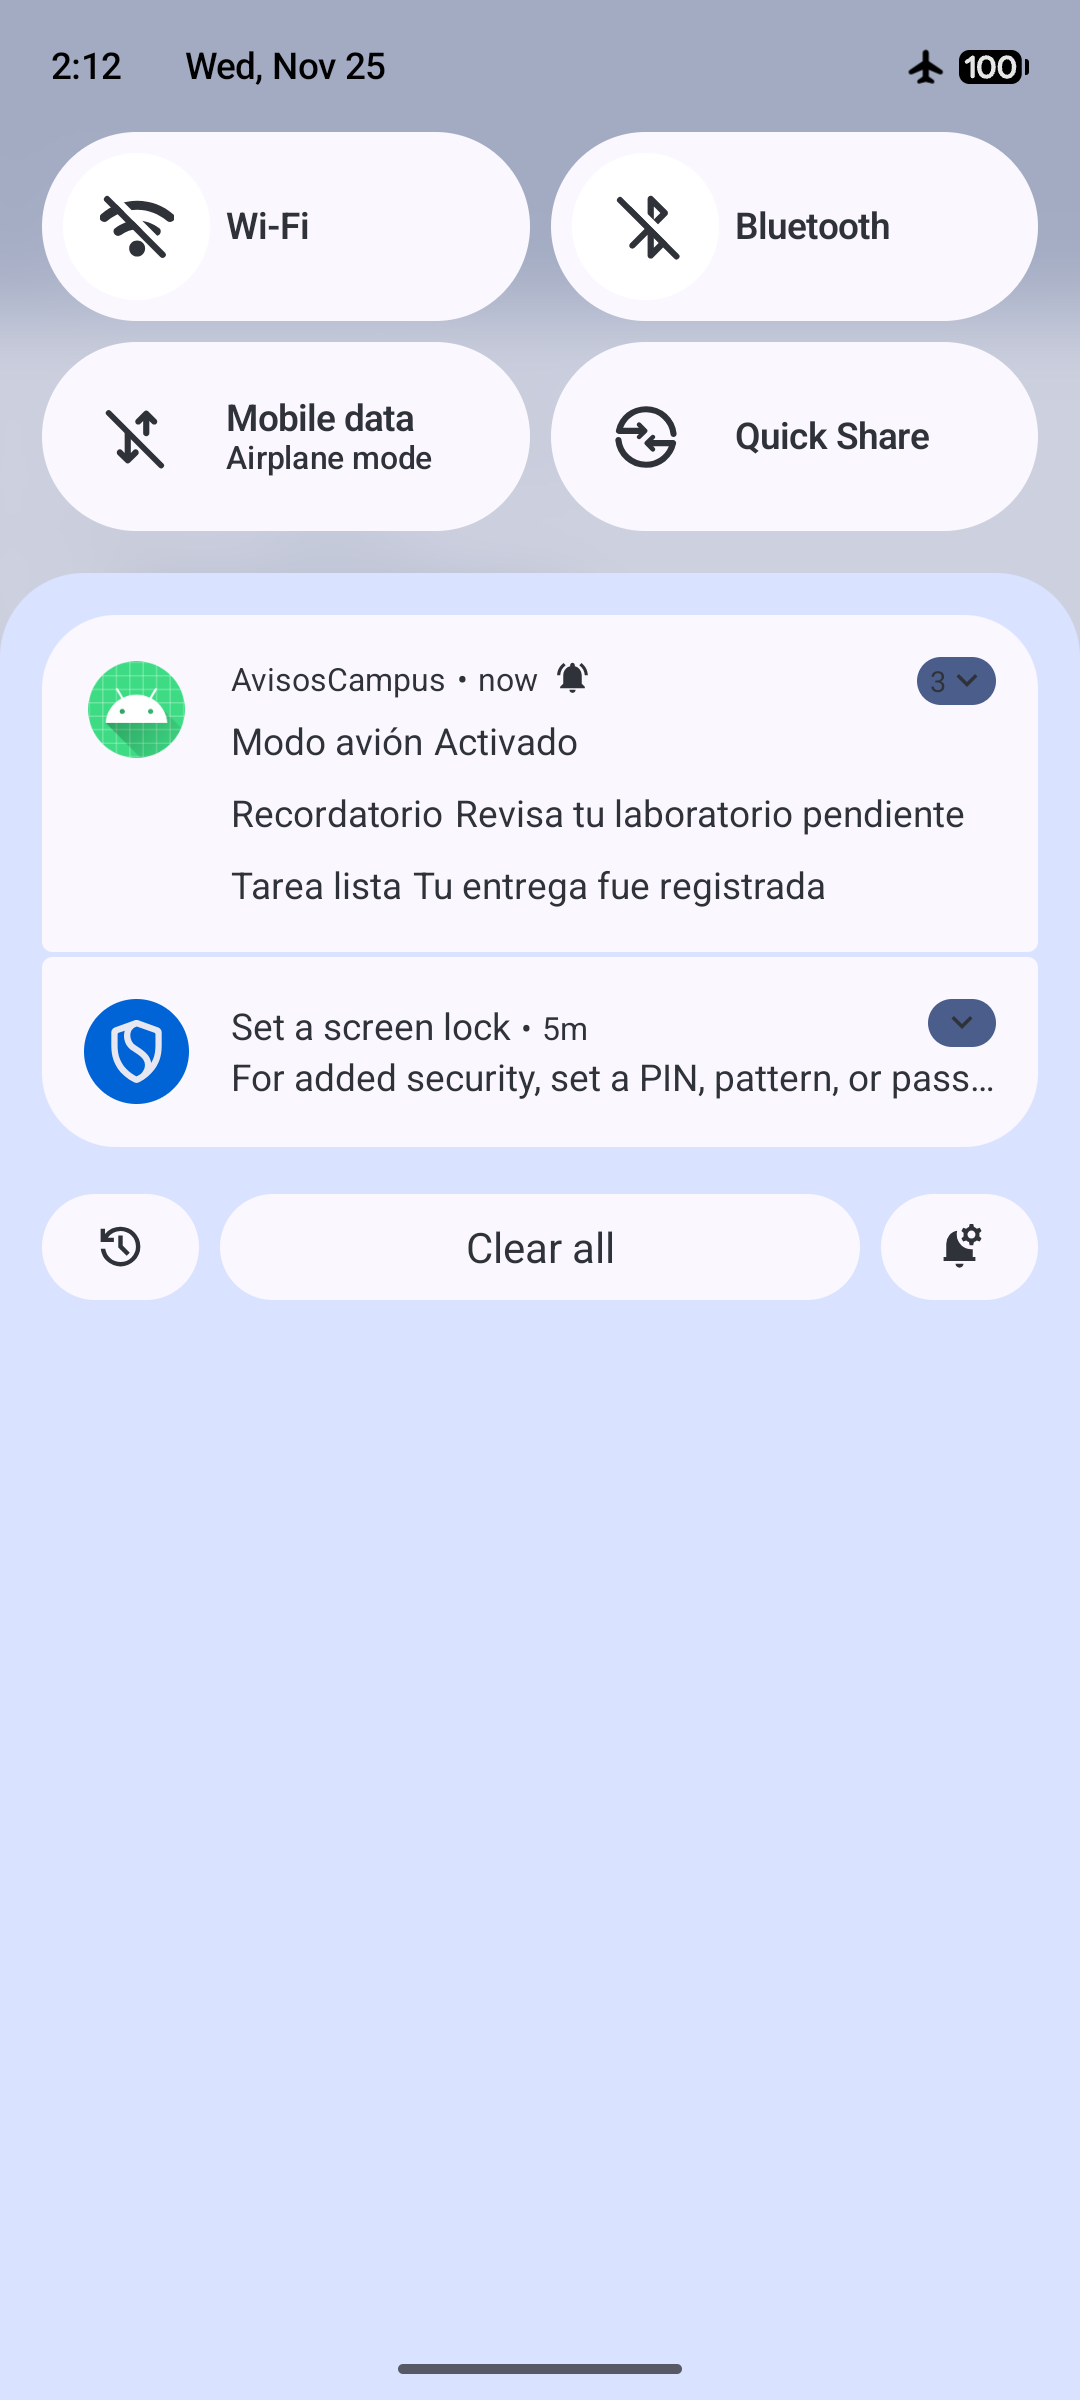 2:12 Wed, Nov 25 100
Wi-Fi Bluetooth
Mobile data
Airplane mode
Quick Share
AvisosCampus • now 3
Modo avión Activado
Recordatorio Revisa tu laboratorio pendiente
Tarea lista Tu entrega fue registrada
Set a screen lock • 5m
For added security, set a PIN, pattern, or pass…
Clear all